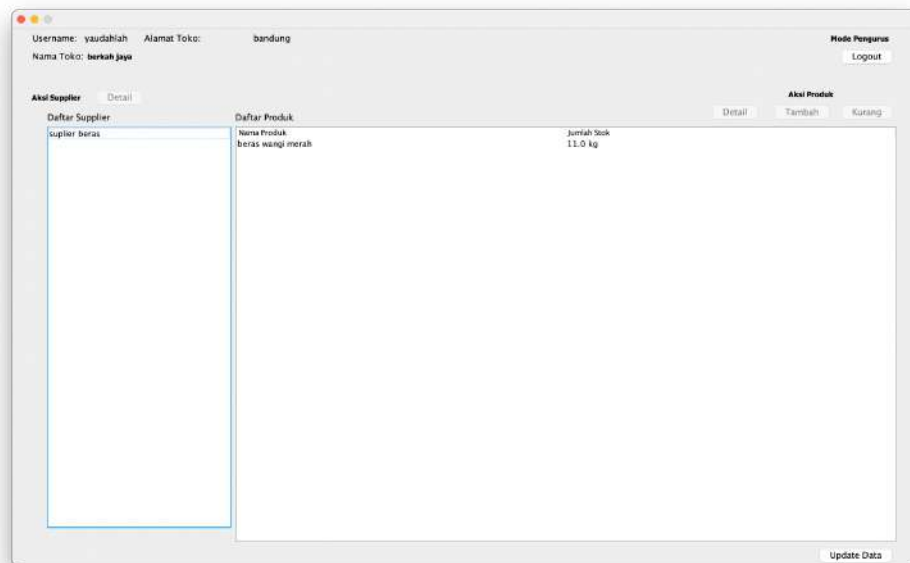 Username: yaudahlah Alamat Toko: bandung Mode Pengurus
Nama Toko: berkah jaya Logout
Aksi Supplier Detail Aksi Produk
Detail Tambah Kurang
Daftar Supplier Daftar Produk
suplier beras Nama Produk Jumlah Stok
beras wangi merah 11.0 kg
Update Data